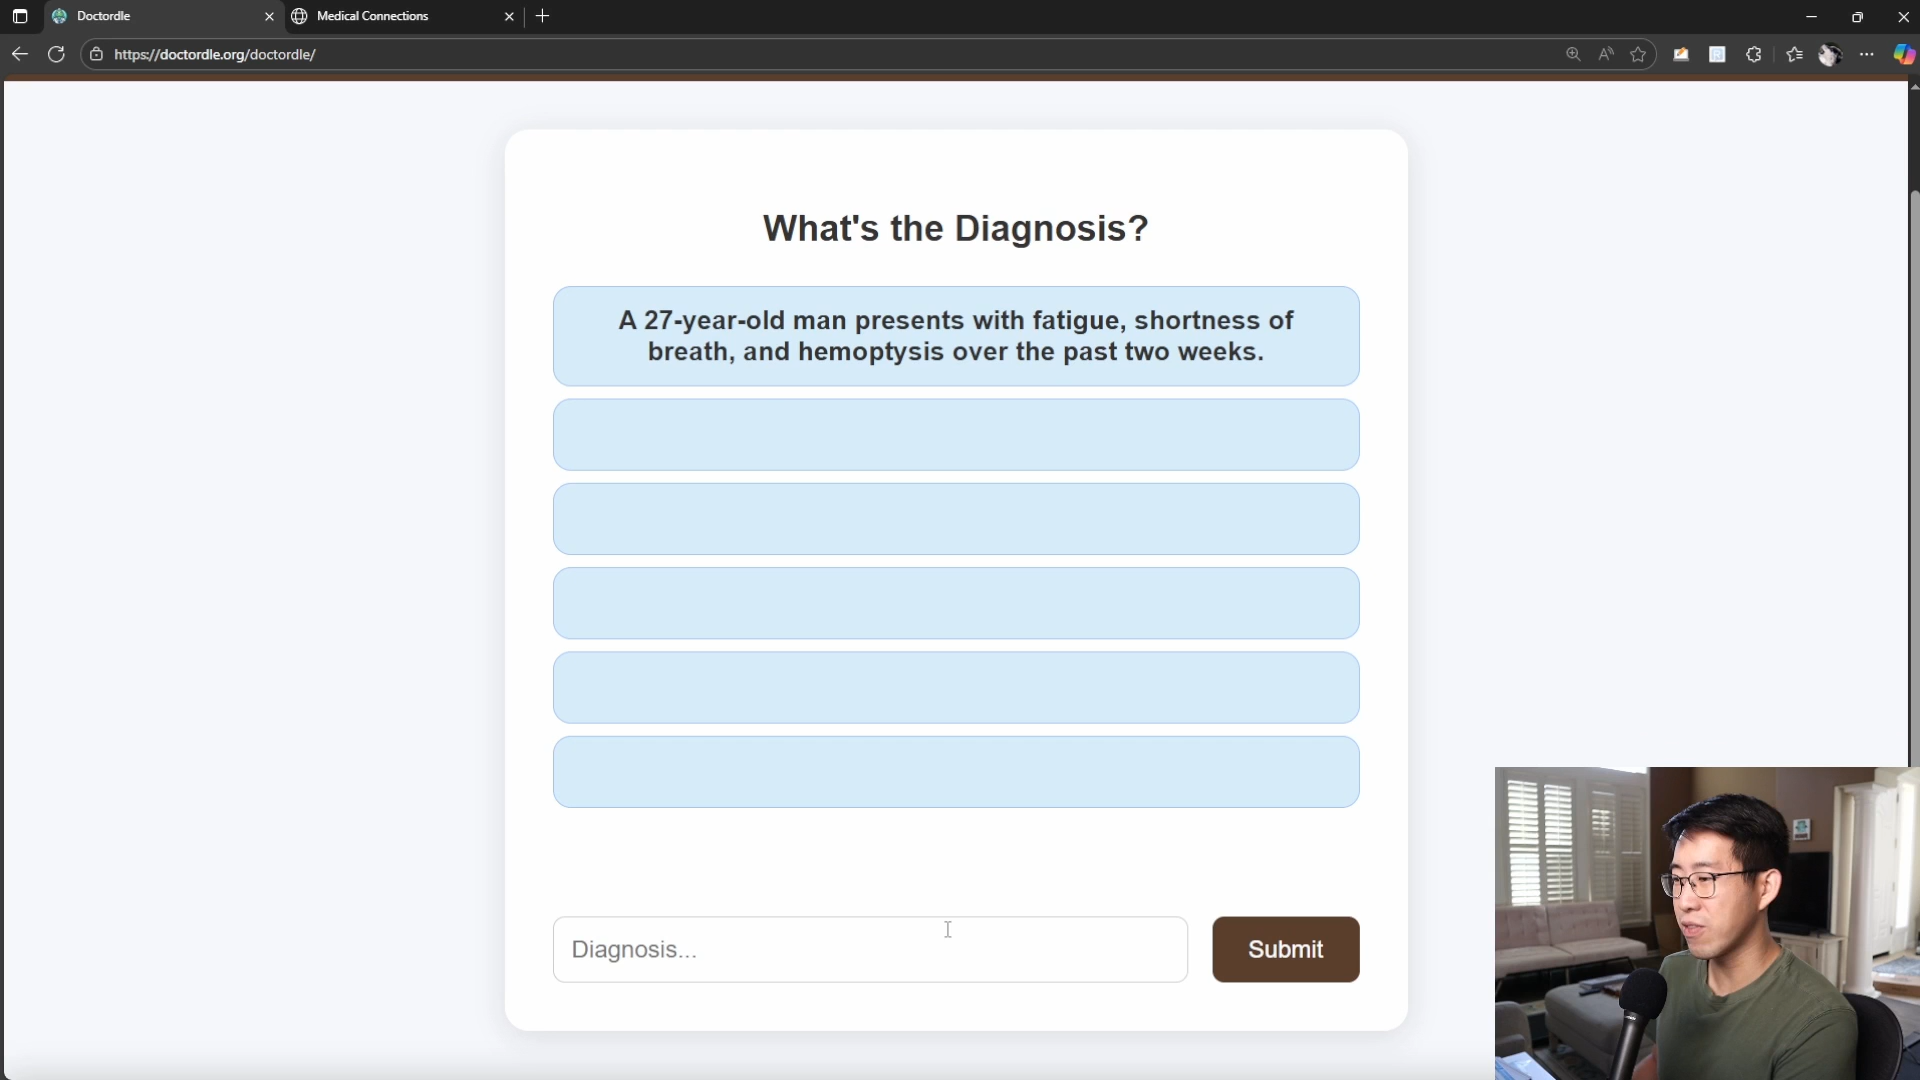 Doctordle
Medical Connections
https://doctordle.org/doctordle/
What's the Diagnosis?
A 27-year-old man presents with fatigue, shortness of
breath, and hemoptysis over the past two weeks.
Diagnosis...
Submit